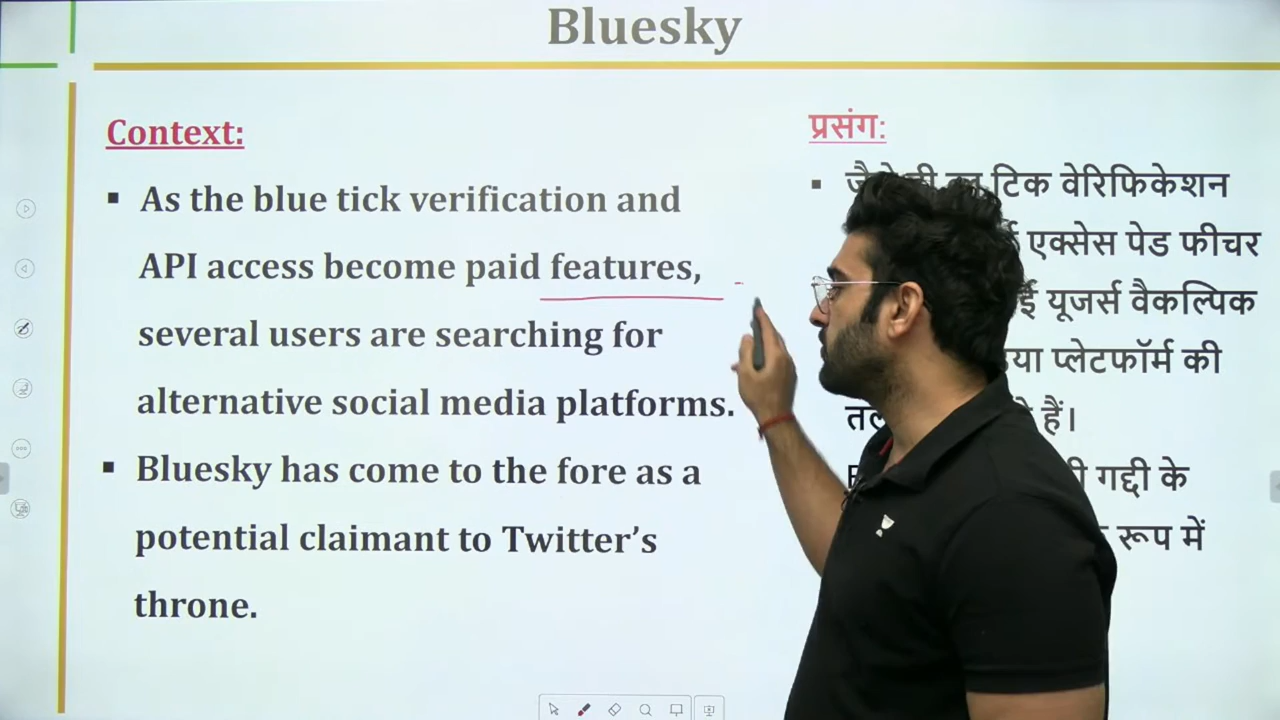 Bluesky
Context:
▪ As the blue tick verification and
API access become paid features,
several users are searching for
alternative social media platforms.
▪ Bluesky has come to the fore as a
potential claimant to Twitter’s
throne.
प्रसंग:
▪ टिक वेरिफिकेशन
एक्सेस पेड फीचर
यूजर्स वैकल्पिक
प्लेटफॉर्म की
हैं।
गद्दी के
रूप में